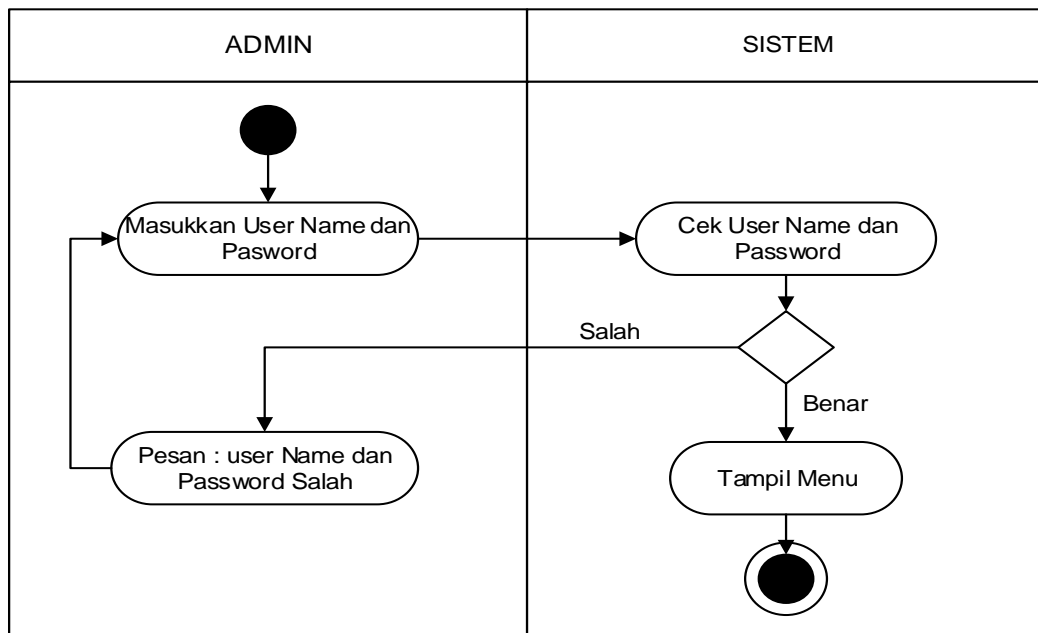 ADMIN
SISTEM
Masukkan User Name dan
Pasword
Cek User Name dan
Password
Salah
Benar
Pesan : user Name dan
Password Salah
Tampil Menu